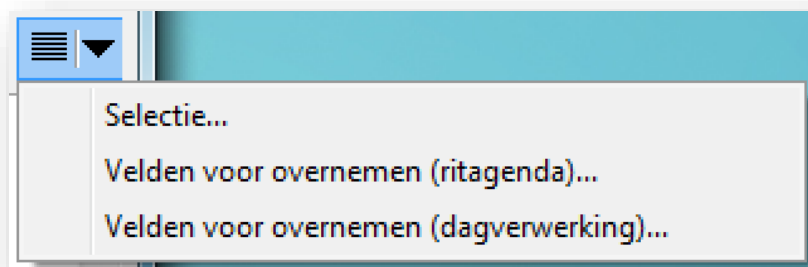 Selectie...
Velden voor overnemen (ritagenda)...
Velden voor overnemen (dagverwerking)...